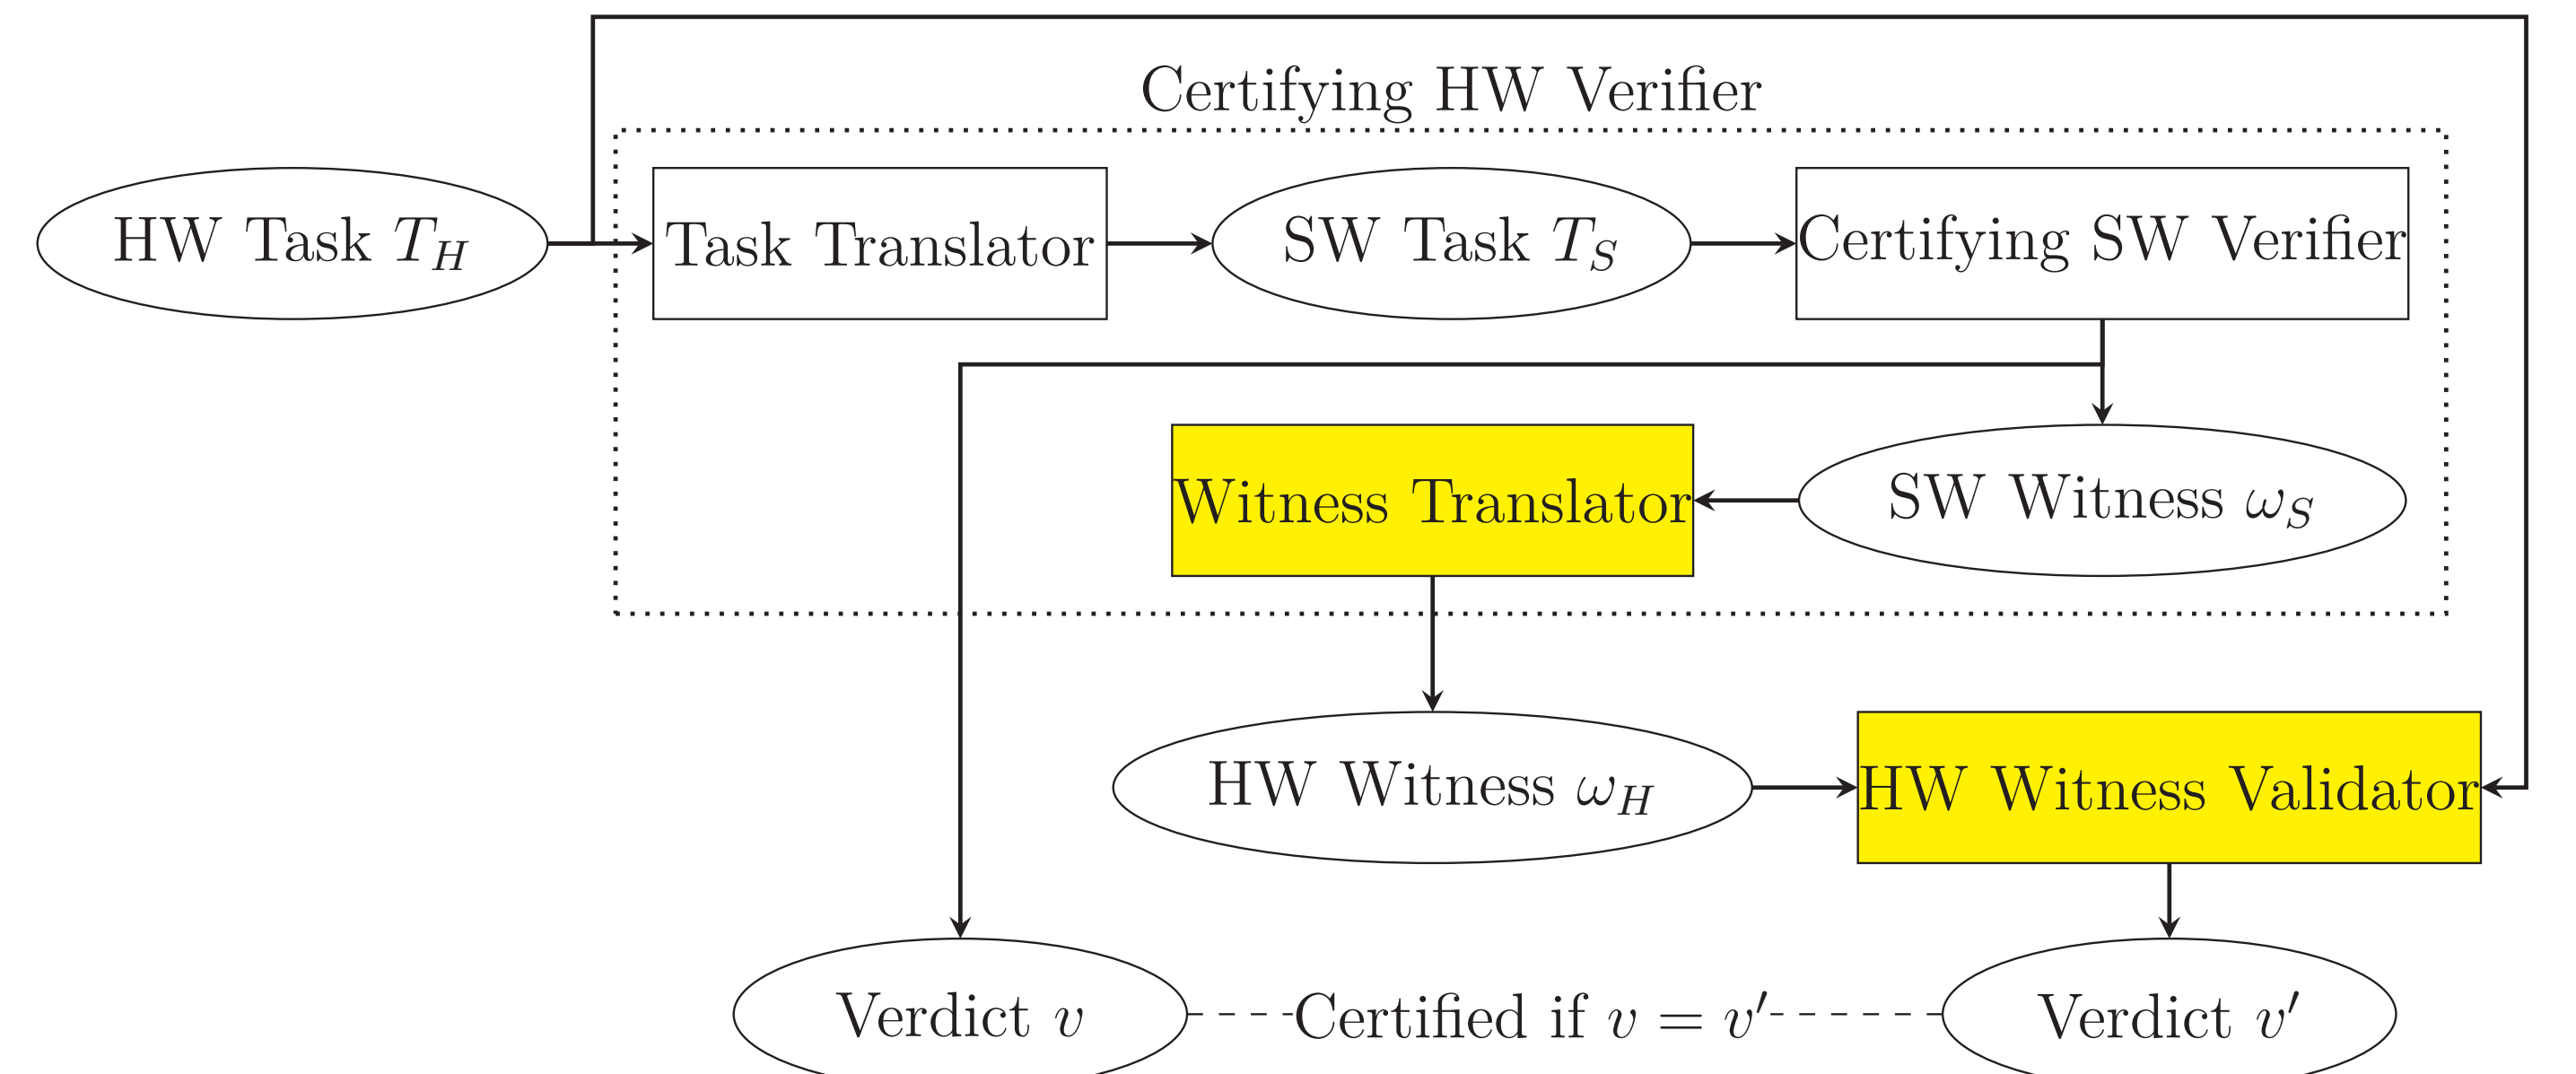 Certifying HW Verifier
HW Task T_H
Task Translator
SW Task T_S
Certifying SW Verifier
Witness Translator
SW Witness ω_S
HW Witness ω_H
HW Witness Validator
Verdict v
Certified if v = v′
Verdict v′